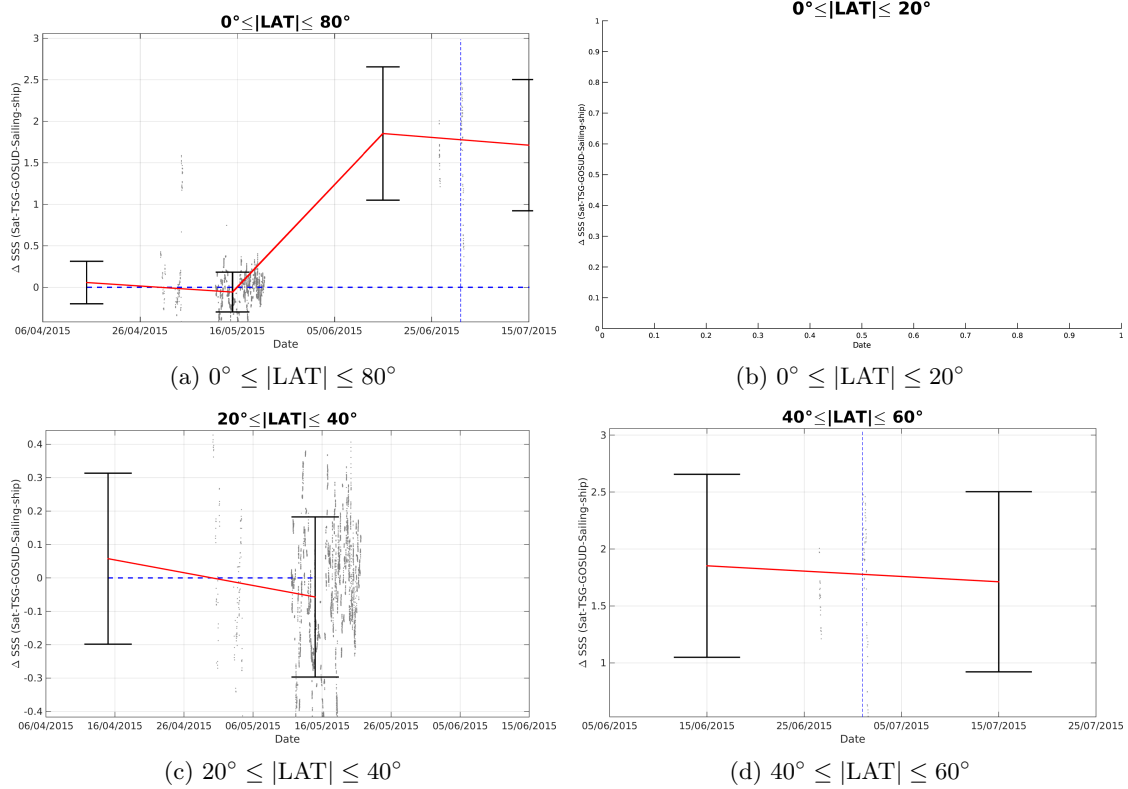 0°≤|LAT|≤ 80°
Δ SSS (Sat-TSG-GOSUD-Sailing-ship)
3
2.5
2
1.5
1
0.5
0
06/04/2015 26/04/2015 16/05/2015 05/06/2015 25/06/2015 15/07/2015
Date
(a) 0° ≤ |LAT| ≤ 80°
0°≤|LAT|≤ 20°
Δ SSS (Sat-TSG-GOSUD-Sailing-ship)
1
0.9
0.8
0.7
0.6
0.5
0.4
0.3
0.2
0.1
0
0 0.1 0.2 0.3 0.4 0.5 0.6 0.7 0.8 0.9 1
Date
(b) 0° ≤ |LAT| ≤ 20°
20°≤|LAT|≤ 40°
Δ SSS (Sat-TSG-GOSUD-Sailing-ship)
0.4
0.3
0.2
0.1
0
-0.1
-0.2
-0.3
-0.4
06/04/2015 16/04/2015 26/04/2015 06/05/2015 16/05/2015 26/05/2015 05/06/2015 15/06/2015
Date
(c) 20° ≤ |LAT| ≤ 40°
40°≤|LAT|≤ 60°
Δ SSS (Sat-TSG-GOSUD-Sailing-ship)
3
2.5
2
1.5
1
05/06/2015 15/06/2015 25/06/2015 05/07/2015 15/07/2015 25/07/2015
Date
(d) 40° ≤ |LAT| ≤ 60°